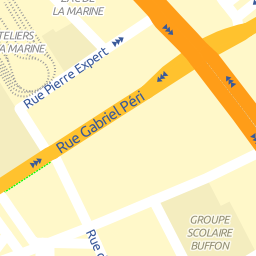 LA MARINE
TELIERS
A MARINE
Rue Pierre Expert
Rue Gabriel Péri
GROUPE
SCOLAIRE
BUFFON
Rue